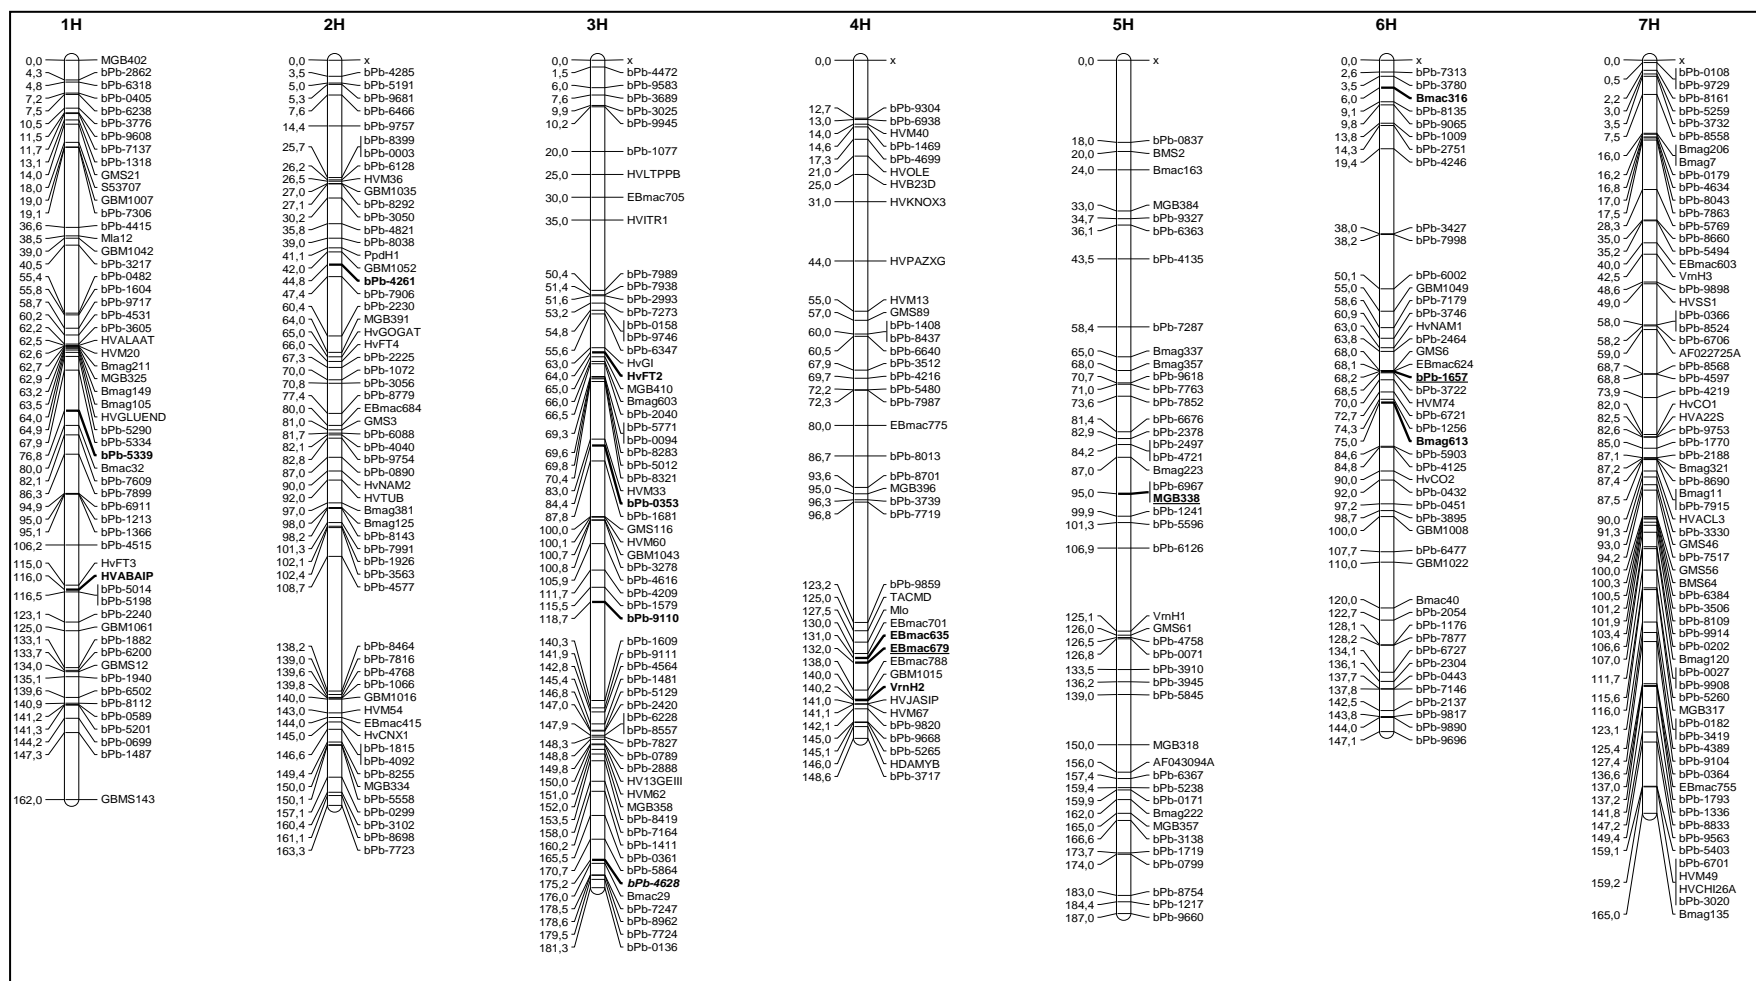 1H
0,0 MGB402
4,3 bPb-2862
4,8 bPb-6318
7,2 bPb-0405
7,5 bPb-6238
10,5 bPb-3776
11,5 bPb-9608
11,7 bPb-7137
13,1 bPb-1318
14,0 GMS21
18,0 S53707
19,0 GBM1007
19,1 bPb-7306
36,6 bPb-4415
38,5 Mla12
39,0 GBM1042
40,5 bPb-3217
55,4 bPb-0482
55,8 bPb-1604
58,7 bPb-9717
60,2 bPb-4531
62,2 bPb-3605
62,5 HVALAAT
62,6 HVM20
62,7 Bmag211
62,9 MGB325
63,2 Bmag149
63,5 Bmag105
64,0 HVGLUEND
64,9 bPb-5290
67,9 bPb-5334
76,8 bPb-5339
80,0 Bmac32
82,1 bPb-7609
86,3 bPb-7899
94,9 bPb-6911
95,0 bPb-1213
95,1 bPb-1366
106,2 bPb-4515
115,0 HvFT3
116,0 HVABAIP
116,5 bPb-5014
bPb-5198
123,1 bPb-2240
125,0 GBM1061
133,1 bPb-1882
133,7 bPb-6200
134,0 GBMS12
135,1 bPb-1940
139,6 bPb-6502
140,9 bPb-8112
141,2 bPb-0589
141,3 bPb-5201
144,2 bPb-0699
147,3 bPb-1487
162,0 GBMS143
2H
0,0 x
3,5 bPb-4285
5,0 bPb-5191
5,3 bPb-9681
7,6 bPb-6466
14,4 bPb-9757
25,7 bPb-8399
bPb-0003
26,2 bPb-6128
26,5 HVM36
27,0 GBM1035
27,1 bPb-8292
30,2 bPb-3050
35,8 bPb-4821
39,0 bPb-8038
41,1 PpdH1
42,0 GBM1052
44,8 bPb-4261
47,4 bPb-7906
60,4 bPb-2230
64,0 MGB391
65,0 HvGOGAT
66,0 HvFT4
67,3 bPb-2225
70,0 bPb-1072
70,8 bPb-3056
77,4 bPb-8779
80,0 EBmac684
81,0 GMS3
81,7 bPb-6088
82,1 bPb-4040
82,8 bPb-9754
87,0 bPb-0890
90,0 HvNAM2
92,0 HVTUB
97,0 Bmag381
98,0 Bmag125
98,2 bPb-8143
101,3 bPb-7991
102,1 bPb-1926
102,4 bPb-3563
108,7 bPb-4577
138,2 bPb-8464
139,0 bPb-7816
139,6 bPb-4768
139,8 bPb-1066
140,0 GBM1016
143,0 HVM54
144,0 EBmac415
145,0 HvCNX1
146,6 bPb-1815
bPb-4092
149,4 bPb-8255
150,0 MGB334
150,1 bPb-5558
157,1 bPb-0299
160,4 bPb-3102
161,1 bPb-8698
163,3 bPb-7723
3H
0,0 x
1,5 bPb-4472
6,0 bPb-9583
7,6 bPb-3689
9,9 bPb-3025
10,2 bPb-9945
20,0 bPb-1077
25,0 HVLTPPB
30,0 EBmac705
35,0 HVITR1
50,4 bPb-7989
51,4 bPb-7938
51,6 bPb-2993
53,2 bPb-7273
54,8 bPb-0158
bPb-9746
55,6 bPb-6347
63,0 HvGI
64,0 HvFT2
65,0 MGB410
66,0 Bmag603
66,5 bPb-2040
69,3 bPb-5771
bPb-0094
69,6 bPb-8283
69,8 bPb-5012
70,4 bPb-8321
83,0 HVM33
84,4 bPb-0353
87,8 bPb-1681
100,0 GMS116
100,1 HVM60
100,7 GBM1043
100,8 bPb-3278
105,9 bPb-4616
111,7 bPb-4209
115,5 bPb-1579
118,7 bPb-9110
140,3 bPb-1609
141,9 bPb-9111
142,8 bPb-4564
145,4 bPb-1481
146,8 bPb-5129
147,0 bPb-2420
147,9 bPb-6228
bPb-8557
148,3 bPb-7827
148,8 bPb-0789
149,8 bPb-2888
150,0 HV13GEIII
151,0 HVM62
152,0 MGB358
153,5 bPb-8419
158,0 bPb-7164
160,2 bPb-1411
165,5 bPb-0361
170,7 bPb-5864
175,2 bPb-4628
176,0 Bmac29
178,5 bPb-7247
178,6 bPb-8962
179,5 bPb-7724
181,3 bPb-0136
4H
0,0 x
12,7 bPb-9304
13,0 bPb-6938
14,0 HVM40
14,6 bPb-1469
17,3 bPb-4699
21,0 HVOLE
25,0 HVB23D
31,0 HVKNOX3
44,0 HVPAZXG
55,0 HVM13
57,0 GMS89
60,0 bPb-1408
bPb-8437
60,5 bPb-6640
67,9 bPb-3512
69,7 bPb-4216
72,2 bPb-5480
72,3 bPb-7987
80,0 EBmac775
86,7 bPb-8013
93,6 bPb-8701
95,0 MGB396
96,3 bPb-3739
96,8 bPb-7719
123,2 bPb-9859
125,0 TACMD
127,5 Mlo
130,0 EBmac701
131,0 EBmac635
132,0 EBmac679
138,0 EBmac788
140,0 GBM1015
140,2 VrnH2
141,0 HVJASIP
141,1 HVM67
142,1 bPb-9820
145,0 bPb-9668
145,1 bPb-5265
146,0 HDAMYB
148,6 bPb-3717
5H
0,0 x
18,0 bPb-0837
20,0 BMS2
24,0 Bmac163
33,0 MGB384
34,7 bPb-9327
36,1 bPb-6363
43,5 bPb-4135
58,4 bPb-7287
65,0 Bmag337
68,0 Bmag357
70,7 bPb-9618
71,0 bPb-7763
73,6 bPb-7852
81,4 bPb-6676
82,9 bPb-2378
84,2 bPb-2497
bPb-4721
87,0 Bmag223
95,0 bPb-6967
MGB338
99,9 bPb-1241
101,3 bPb-5596
106,9 bPb-6126
125,1 VrnH1
126,0 GMS61
126,5 bPb-4758
126,8 bPb-0071
133,5 bPb-3910
136,2 bPb-3945
139,0 bPb-5845
150,0 MGB318
156,0 AF043094A
157,4 bPb-6367
159,4 bPb-5238
159,9 bPb-0171
162,0 Bmag222
165,0 MGB357
166,6 bPb-3138
173,7 bPb-1719
174,0 bPb-0799
183,0 bPb-8754
184,4 bPb-1217
187,0 bPb-9660
6H
0,0 x
2,6 bPb-7313
3,5 bPb-3780
6,0 Bmac316
9,1 bPb-8135
9,8 bPb-9065
13,8 bPb-1009
14,3 bPb-2751
19,4 bPb-4246
38,0 bPb-3427
38,2 bPb-7998
50,1 bPb-6002
55,0 GBM1049
58,6 bPb-7179
60,9 bPb-3746
63,0 HvNAM1
63,8 bPb-2464
68,0 GMS6
68,1 EBmac624
68,2 bPb-1657
68,5 bPb-3722
70,0 HVM74
72,7 bPb-6721
74,3 bPb-1256
75,0 Bmag613
84,6 bPb-5903
84,8 bPb-4125
90,0 HvCO2
92,0 bPb-0432
97,2 bPb-0451
98,7 bPb-3895
100,0 GBM1008
107,7 bPb-6477
110,0 GBM1022
120,0 Bmac40
122,7 bPb-2054
128,1 bPb-1176
128,2 bPb-7877
134,1 bPb-6727
136,1 bPb-2304
137,7 bPb-0443
137,8 bPb-7146
142,5 bPb-2137
143,8 bPb-9817
144,0 bPb-9890
147,1 bPb-9696
7H
0,0 x
0,5 bPb-0108
bPb-9729
2,2 bPb-8161
3,0 bPb-5259
3,5 bPb-3732
7,5 bPb-8558
16,0 Bmag206
Bmag7
16,2 bPb-0179
16,8 bPb-4634
17,0 bPb-8043
17,5 bPb-7863
28,3 bPb-5769
35,0 bPb-8660
35,2 bPb-5494
40,0 EBmac603
42,5 VrnH3
48,6 bPb-9898
49,0 HVSS1
58,0 bPb-0366
bPb-8524
58,2 bPb-6706
59,0 AF022725A
68,7 bPb-8568
68,8 bPb-4597
73,9 bPb-4219
82,0 HvCO1
82,5 HVA22S
82,6 bPb-9753
85,0 bPb-1770
87,1 bPb-2188
87,2 Bmag321
87,4 bPb-8690
87,5 Bmag11
bPb-7915
90,0 HVACL3
91,3 bPb-3330
93,0 GMS46
94,2 bPb-7517
100,0 GMS56
100,3 BMS64
100,5 bPb-6384
101,2 bPb-3506
101,9 bPb-8109
103,4 bPb-9914
106,6 bPb-0202
107,0 Bmag120
111,7 bPb-0027
bPb-9908
115,6 bPb-5260
116,0 MGB317
123,1 bPb-0182
bPb-3419
125,4 bPb-4389
127,4 bPb-9104
136,6 bPb-0364
137,0 EBmac755
137,2 bPb-1793
141,8 bPb-1336
147,2 bPb-8833
149,4 bPb-9563
159,1 bPb-5403
159,2 bPb-6701
HVM49
HVCHI26A
bPb-3020
165,0 Bmag135